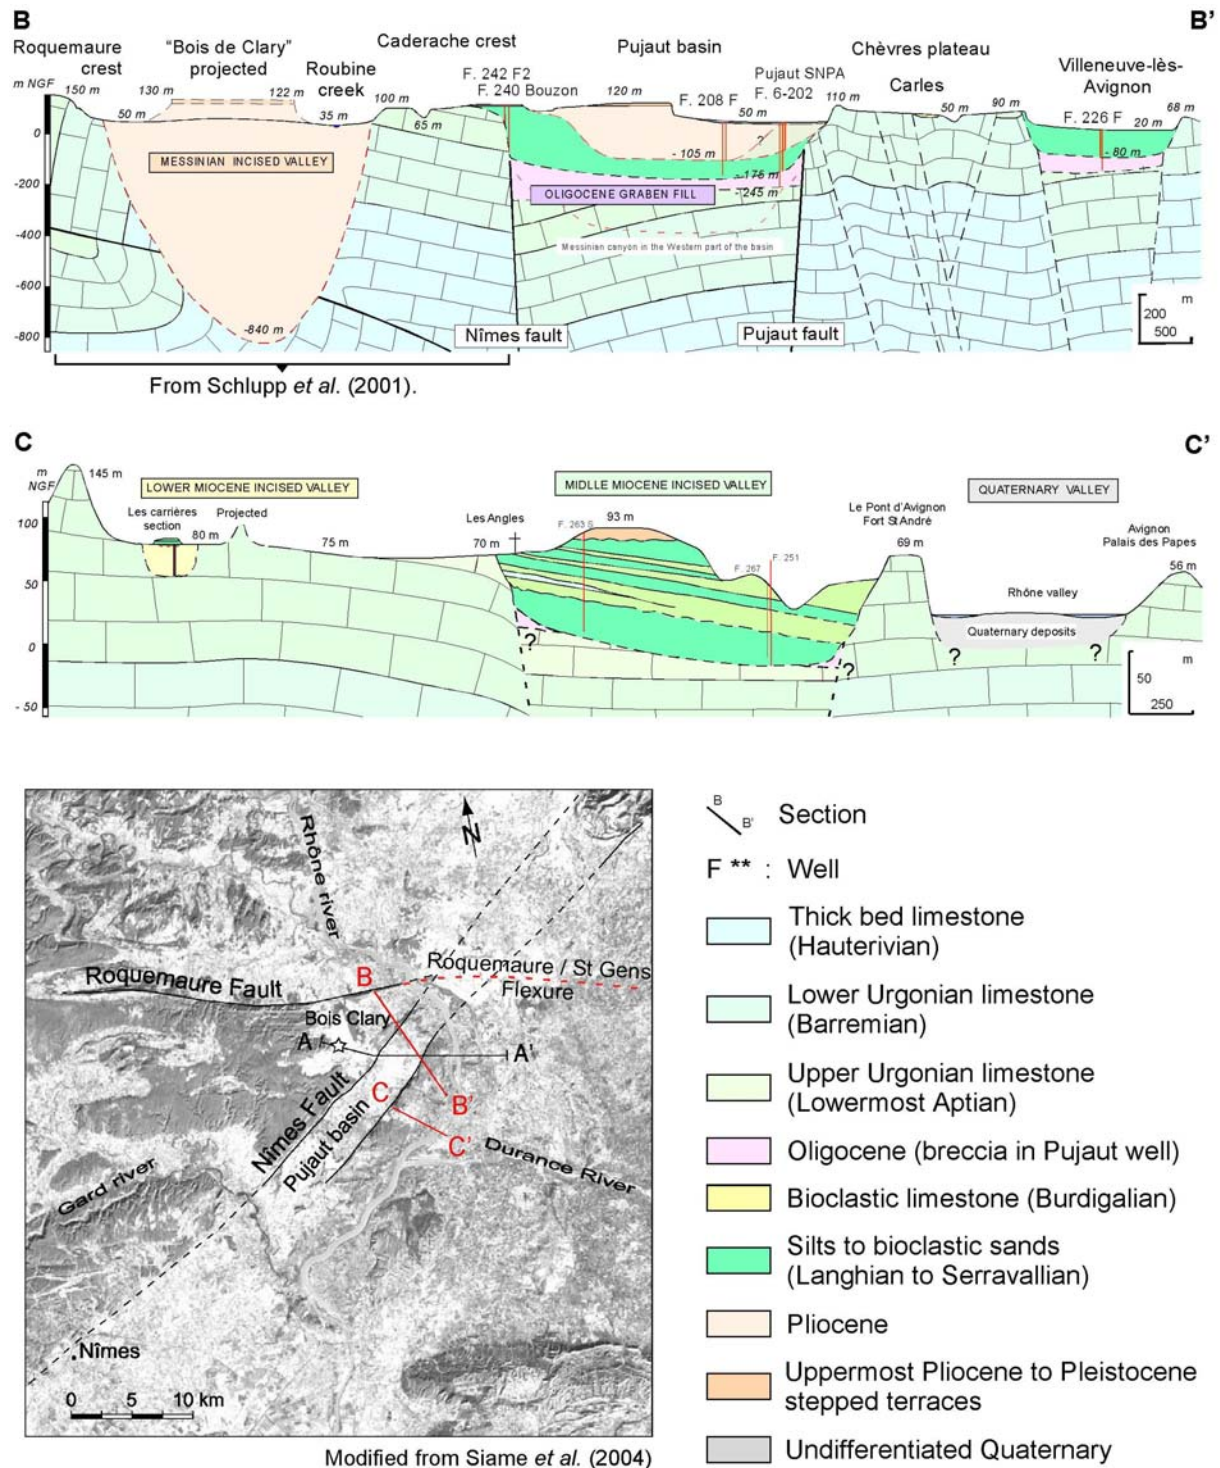 B
B'
Roquemaure
crest
"Bois de Clary"
projected
Roubine
creek
Caderache crest
Pujaut basin
Chèvres plateau
Carles
Villeneuve-lès-
Avignon
m NGF
150 m
50 m
130 m
122 m
35 m
100 m
65 m
F. 242 F2
F. 240 Bouzon
120 m
F. 208 F
Pujaut SNPA
F. 6-202
50 m
110 m
50 m
90 m
F. 226 F
20 m
68 m
0
-200
-400
-600
-800
MESSINIAN INCISED VALLEY
?
- 105 m
-175 m
-245 m
- 80 m
OLIGOCENE GRABEN FILL
Messinian canyon in the Western part of the basin
-840 m
Nîmes fault
Pujaut fault
m
200
500
From Schlupp et al. (2001).
C
C'
m
NGF
145 m
LOWER MIOCENE INCISED VALLEY
MIDLLE MIOCENE INCISED VALLEY
QUATERNARY VALLEY
Les carrières
section
80 m
Projected
75 m
Les Angles
70 m
F. 263 S
93 m
F. 267
F. 251
Le Pont d'Avignon
Fort St André
69 m
Avignon
Palais des Papes
56 m
Rhône valley
Quaternary deposits
100
50
0
- 50
?
?
?
?
m
50
250
N
Rhône river
Roquemaure Fault
B
Roquemaure / St Gens
Flexure
Bois Clary
A
A'
Nîmes Fault
Pujaut basin
C
B'
C'
Durance River
Gard river
Nîmes
0 5 10 km
Modified from Siame et al. (2004)
B
B'
Section
F ** : Well
Thick bed limestone
(Hauterivian)
Lower Urgonian limestone
(Barremian)
Upper Urgonian limestone
(Lowermost Aptian)
Oligocene (breccia in Pujaut well)
Bioclastic limestone (Burdigalian)
Silts to bioclastic sands
(Langhian to Serravallian)
Pliocene
Uppermost Pliocene to Pleistocene
stepped terraces
Undifferentiated Quaternary